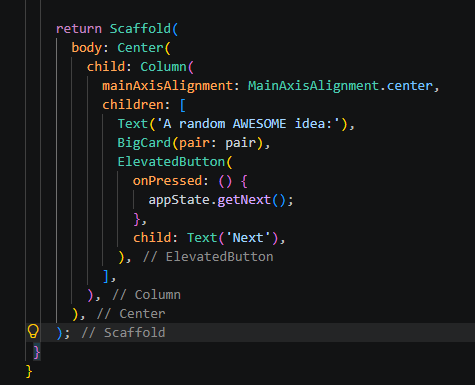 return Scaffold(
body: Center(
child: Column(
mainAxisAlignment: MainAxisAlignment.center,
children: [
Text('A random AWESOME idea:'),
BigCard(pair: pair),
ElevatedButton(
onPressed: () {
appState.getNext();
},
child: Text('Next'),
), // ElevatedButton
],
), // Column
), // Center
); // Scaffold
}
}